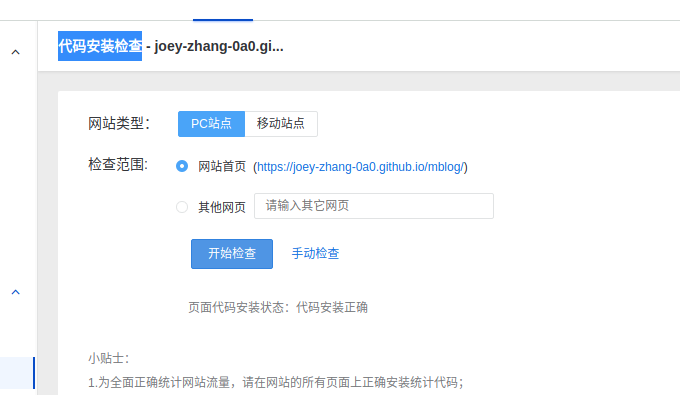 代码安装检查 - joey-zhang-0a0.gi...
网站类型： PC站点 移动站点
检查范围: 网站首页 (https://joey-zhang-0a0.github.io/mblog/)
其他网页 请输入其它网页
开始检查 手动检查
页面代码安装状态：代码安装正确
小贴士：
1.为全面正确统计网站流量，请在网站的所有页面上正确安装统计代码；